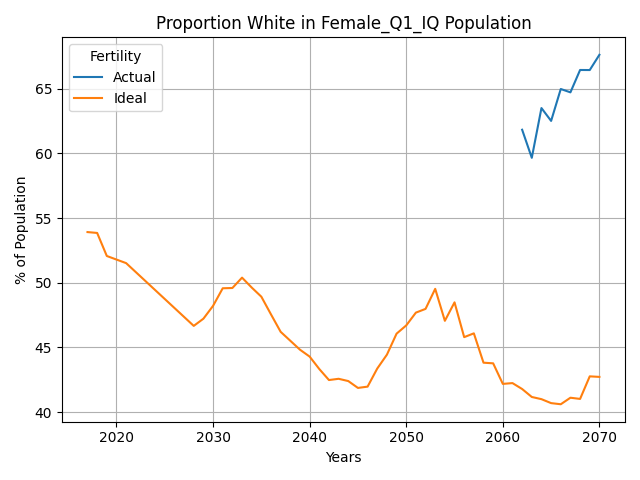 Proportion White in Female_Q1_IQ Population
Fertility
Actual
Ideal
% of Population
65
60
55
50
45
40
2020
2030
2040
2050
2060
2070
Years